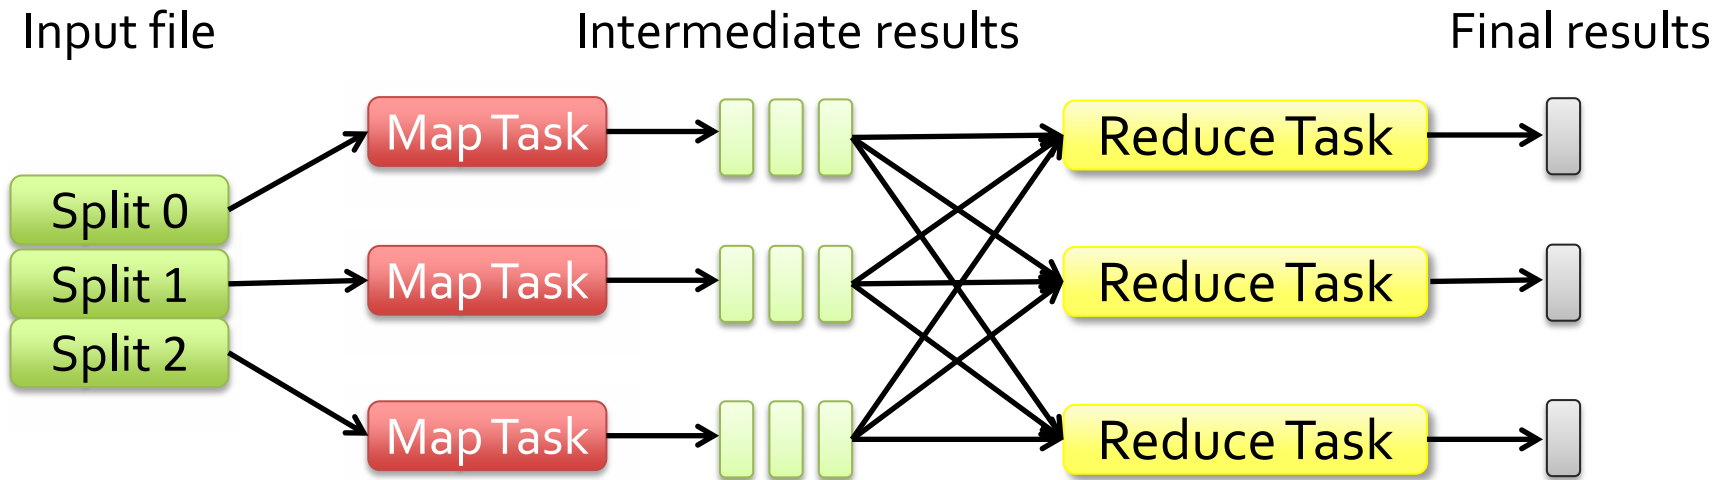 Input file
Intermediate results
Final results
Map Task
Reduce Task
Split 0
Split 1
Map Task
Reduce Task
Split 2
Map Task
Reduce Task